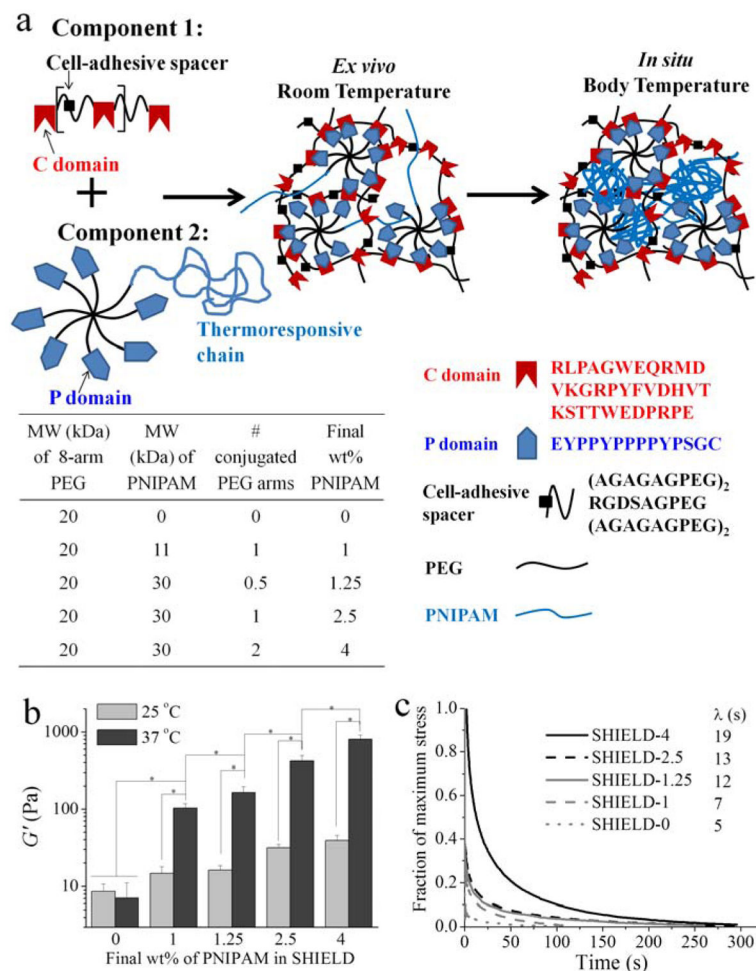 a
Component 1:
Cell-adhesive spacer
C domain
+
Component 2:
Thermoresponsive
chain
P domain
Ex vivo
Room Temperature
In situ
Body Temperature
MW (kDa) of 8-arm PEG	MW (kDa) of PNIPAM	# conjugated PEG arms	Final wt% PNIPAM
20	0	0	0
20	11	1	1
20	30	0.5	1.25
20	30	1	2.5
20	30	2	4
C domain
RLPAGWEQRMD
VKGRPYFVDHVT
KSTTWEDPRPE
P domain
EYPPYPPPPYPSGC
Cell-adhesive
spacer
(AGAGAGPEG)₂
RGDSAGPEG
(AGAGAGPEG)₂
PEG
PNIPAM
b
25 °C
37 °C
1000
100
10
G' (Pa)
* * * * * * * *
0 1 1.25 2.5 4
Final wt% of PNIPAM in SHIELD
c
λ (s)
SHIELD-4 19
SHIELD-2.5 13
SHIELD-1.25 12
SHIELD-1 7
SHIELD-0 5
1.0
0.8
0.6
0.4
0.2
0
Fraction of maximum stress
0 50 100 150 200 250 300
Time (s)